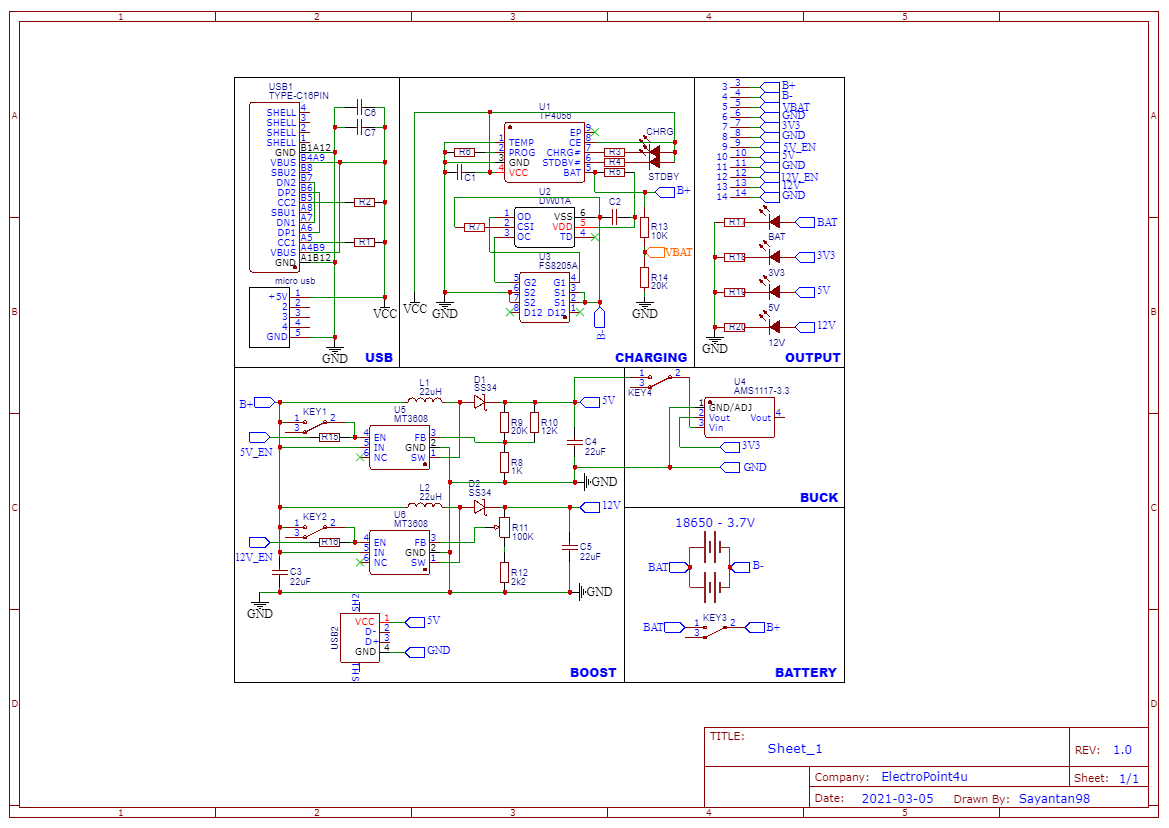 1 2 3 4 5
A
B
C
D
A
B
C
D
USB1
TYPE-C16PIN
SHELL 4
SHELL 3
SHELL 2
SHELL 1
GND B1A12
VBUS B4A9
SBU2 B8
DN2 B7
DP2 B6
CC2 B5
SBU1 A8
DN1 A7
DP1 A6
CC1 A5
VBUS A4B9
GND A1B12
C6
C7
R2
R1
micro usb
+5V 1
2 2
3 3
4 4
GND 5
VCC
GND
USB
U1
TP4056
1 TEMP
2 PROG
3 GND
4 VCC
EP 9
CE 8
CHRG# 7
STDBY# 6
BAT 5
R6
C1
R3
R4
R5
CHRG
STDBY
B+
U2
DW01A
1 OD
2 CSI
3 OC
VSS 6
VDD 5
TD 4
R7
C2
R13
10K
VBAT
R14
20K
GND
U3
FS8205A
5 G2
6 S2
7 S2
8 D12
G1 4
S1 3
S1 2
D12 1
VCC
GND
B-
CHARGING
3 3 B+
4 4 B-
5 5 VBAT
6 6 GND
7 7 3V3
8 8 GND
9 9 5V_EN
10 10 5V
11 11 GND
12 12 12V_EN
13 13 12V
14 14 GND
R17
BAT
BAT
R18
3V3
3V3
R19
5V
5V
R20
12V
12V
GND
OUTPUT
B+
KEY1
1 2
3
R15
5V_EN
L1
22uH
D1
SS34
U5
MT3608
4 EN
5 IN
6 NC
FB 3
GND 2
SW 1
R9
20K
R10
12K
R8
1K
C4
22uF
5V
GND
KEY2
1 2
3
R16
12V_EN
L2
22uH
D2
SS34
U6
MT3608
4 EN
5 IN
6 NC
FB 3
GND 2
SW 1
R11
100K
R12
2k2
C5
22uF
12V
GND
C3
22uF
GND
USB2
SH2
SH1
VCC 1
D- 2
D+ 3
GND 4
5V
GND
BOOST
1 2
3
KEY4
U4
AMS1117-3.3
1 GND/ADJ
2 Vout
3 Vin
Vout 4
3V3
GND
BUCK
18650 - 3.7V
BAT
B-
KEY3
BAT 1 2 B+
3
BATTERY
TITLE:
Sheet_1
REV: 1.0
Company: ElectroPoint4u
Sheet: 1/1
Date: 2021-03-05
Drawn By: Sayantan98
1 2 3 4 5